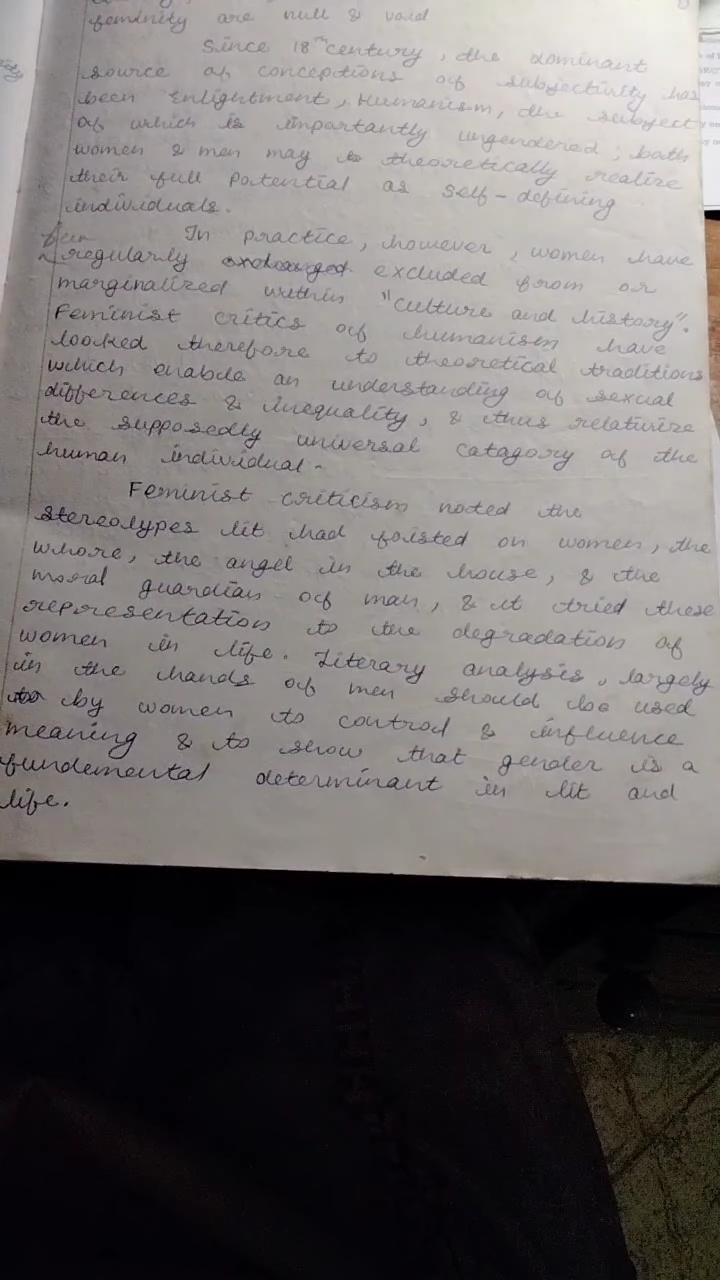 feminity are null & void
Since 18th century, the dominant
source of conceptions of subjectivity has
been Enlightment, Humanism, the subject
of which is importantly ungendered; both
women & men may to theoretically realize
their full potential as self-defining
individuals.
In practice, however, women have
regularly exchanged excluded from or
marginalized within "culture and history".
Feminist critics of humanism have
looked therefore to theoretical traditions
which enable an understanding of sexual
differences & inequality, & thus relativize
the supposedly universal catagory of the
human individual.
Feminist criticism noted the
stereotypes lit had foisted on women, the
whore, the angel in the house, & the
moral guardian of man, & it tried these
representation to the degradation of
women in life. Literary analysis, largely
in the hands of men should be used
by women to control & influence
meaning & to show that gender is a
fundemental determinant in lit and
life.